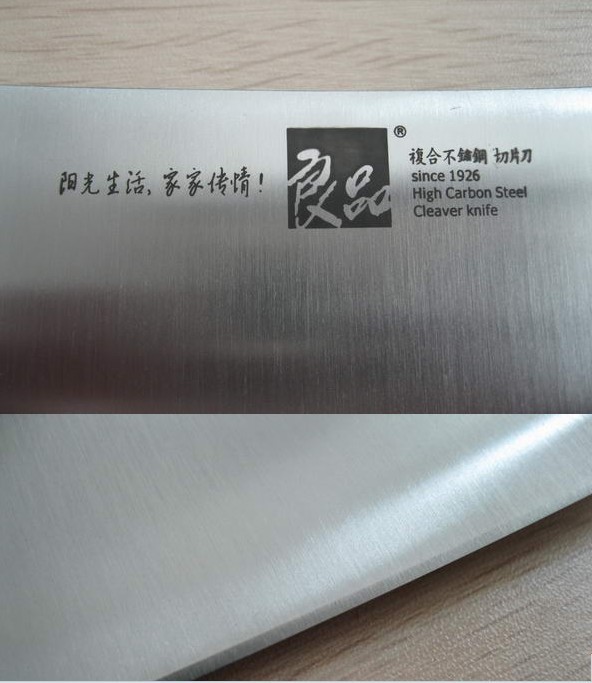 阳光生活，家家传情！
良品®
複合不鏽鋼 切片刀
since 1926
High Carbon Steel
Cleaver knife